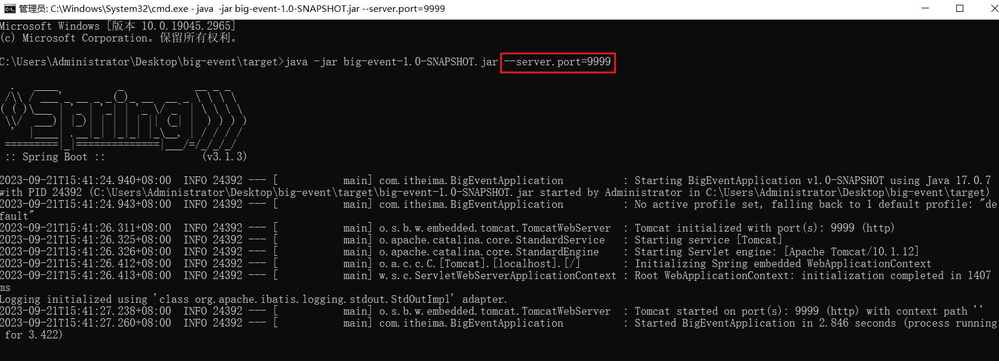 管理员: C:\Windows\System32\cmd.exe - java  -jar big-event-1.0-SNAPSHOT.jar --server.port=9999
Microsoft Windows [版本 10.0.19045.2965]
(c) Microsoft Corporation。保留所有权利。
C:\Users\Administrator\Desktop\big-event\target>java -jar big-event-1.0-SNAPSHOT.jar --server.port=9999
  .   ____          _            __ _ _
 /\\ / ___'_ __ _ _(_)_ __  __ _ \ \ \ \
( ( )\___ | '_ | '_| | '_ \/ _` | \ \ \ \
 \\/  ___)| |_)| | | | | || (_| |  ) ) ) )
  '  |____| .__|_| |_|_| |_\__, | / / / /
 =========|_|==============|___/=/_/_/_/
 :: Spring Boot ::                (v3.1.3)
2023-09-21T15:41:24.940+08:00  INFO 24392 --- [           main] com.itheima.BigEventApplication          : Starting BigEventApplication v1.0-SNAPSHOT using Java 17.0.7
with PID 24392 (C:\Users\Administrator\Desktop\big-event\target\big-event-1.0-SNAPSHOT.jar started by Administrator in C:\Users\Administrator\Desktop\big-event\target)
2023-09-21T15:41:24.943+08:00  INFO 24392 --- [           main] com.itheima.BigEventApplication          : No active profile set, falling back to 1 default profile: "de
fault"
2023-09-21T15:41:26.311+08:00  INFO 24392 --- [           main] o.s.b.w.embedded.tomcat.TomcatWebServer  : Tomcat initialized with port(s): 9999 (http)
2023-09-21T15:41:26.325+08:00  INFO 24392 --- [           main] o.apache.catalina.core.StandardService   : Starting service [Tomcat]
2023-09-21T15:41:26.326+08:00  INFO 24392 --- [           main] o.apache.catalina.core.StandardEngine    : Starting Servlet engine: [Apache Tomcat/10.1.12]
2023-09-21T15:41:26.412+08:00  INFO 24392 --- [           main] o.a.c.c.C.[Tomcat].[localhost].[/]       : Initializing Spring embedded WebApplicationContext
2023-09-21T15:41:26.413+08:00  INFO 24392 --- [           main] w.s.c.ServletWebServerApplicationContext : Root WebApplicationContext: initialization completed in 1407
ms
Logging initialized using 'class org.apache.ibatis.logging.stdout.StdOutImpl' adapter.
2023-09-21T15:41:27.238+08:00  INFO 24392 --- [           main] o.s.b.w.embedded.tomcat.TomcatWebServer  : Tomcat started on port(s): 9999 (http) with context path ''
2023-09-21T15:41:27.260+08:00  INFO 24392 --- [           main] com.itheima.BigEventApplication          : Started BigEventApplication in 2.846 seconds (process running
 for 3.422)